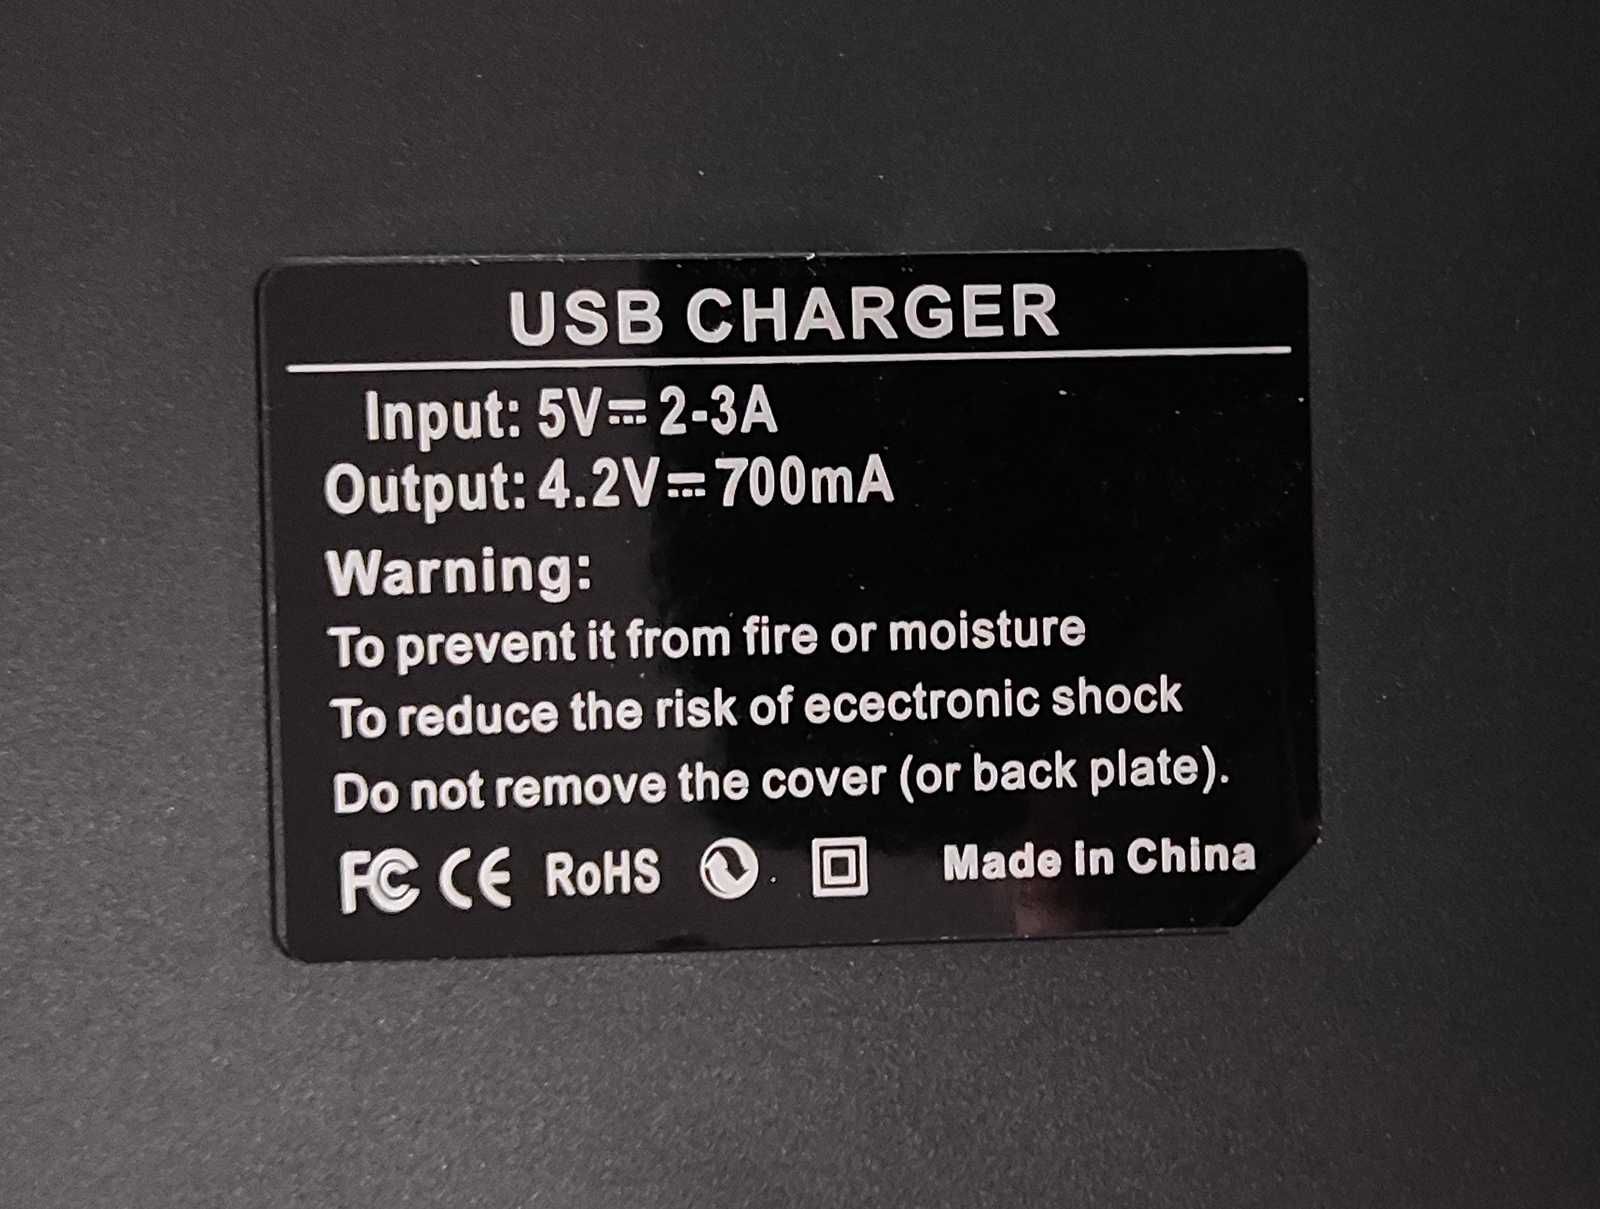 USB CHARGER
Input: 5V⎓2-3A
Output: 4.2V⎓700mA
Warning:
To prevent it from fire or moisture
To reduce the risk of ecectronic shock
Do not remove the cover (or back plate).
FC CE RoHS Made in China